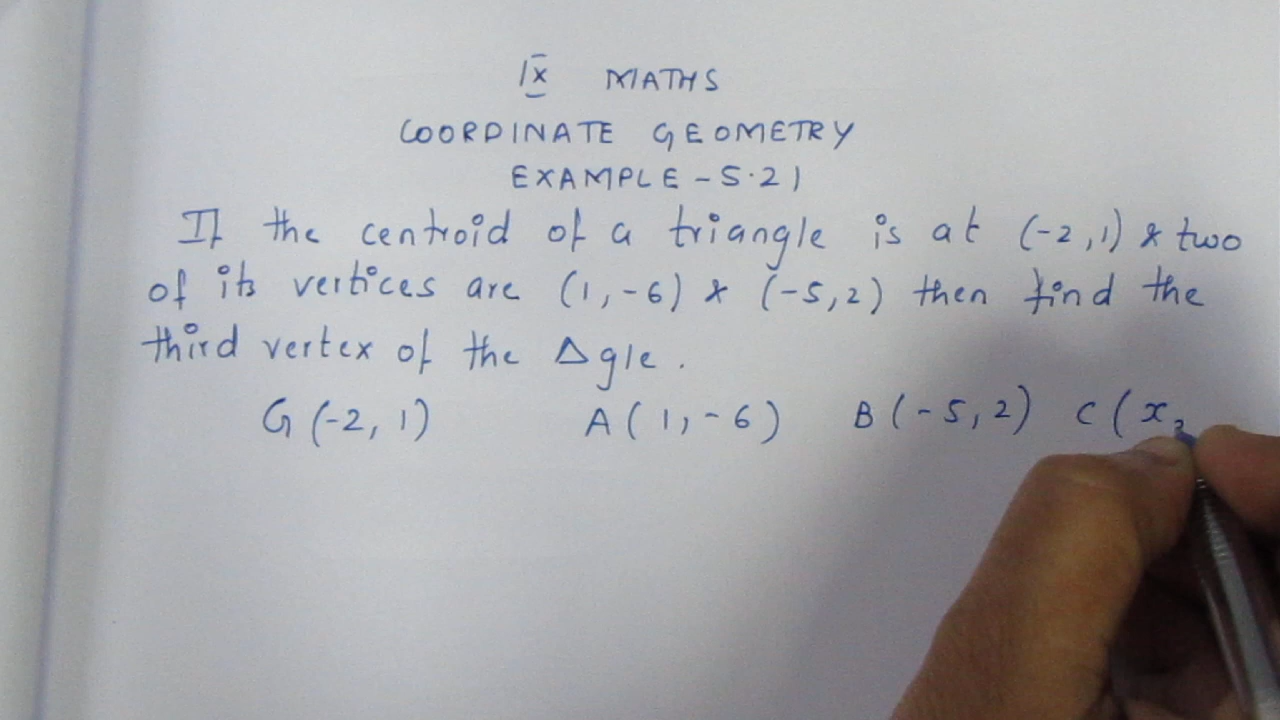 IX MATHS
COORDINATE GEOMETRY
EXAMPLE - 5.21
If the centroid of a triangle is at (-2,1) & two
of its vertices are (1,-6) & (-5,2) then find the
third vertex of the Δgle.
G(-2, 1) A(1,-6) B(-5,2) C(x